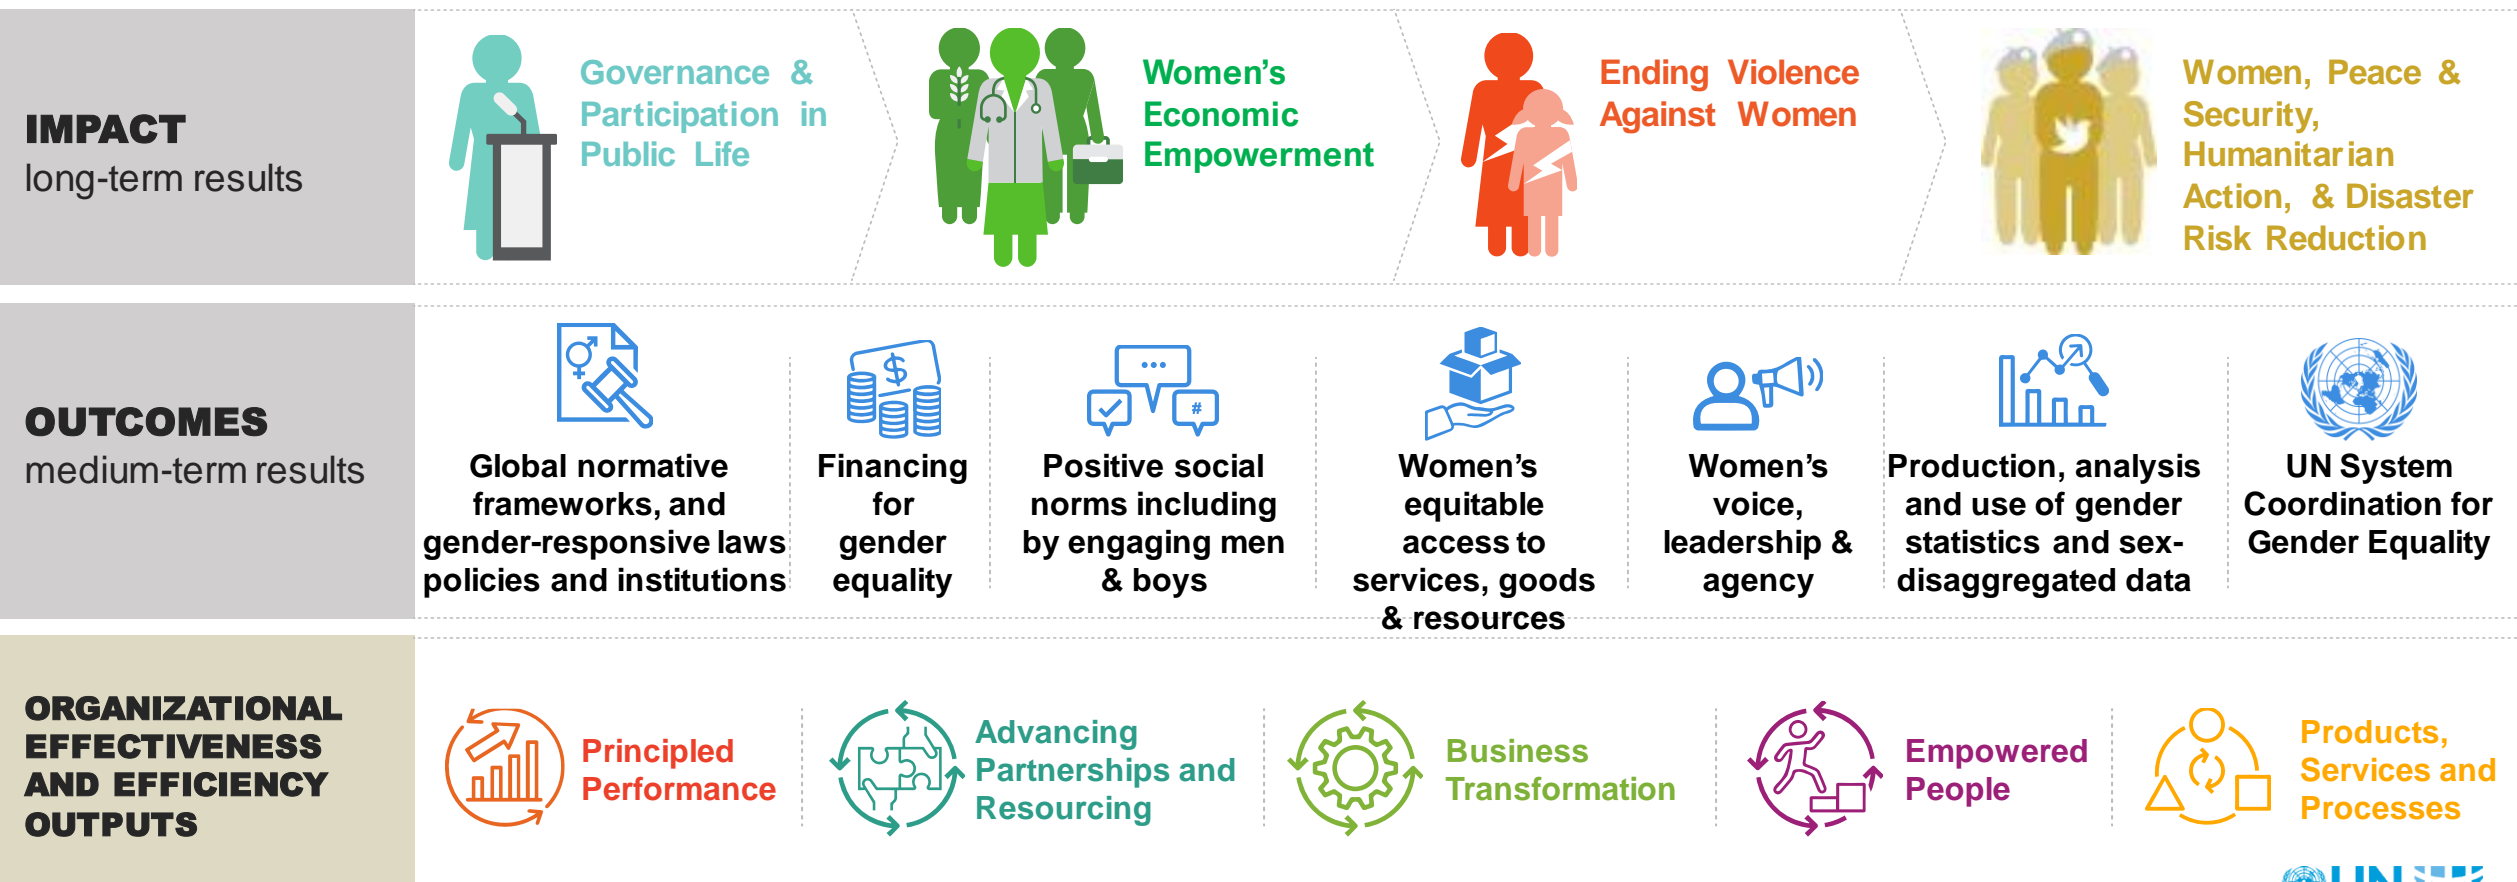 IMPACT
long-term results
Governance & 
Participation in
Public Life
Women’s
Economic
Empowerment
Ending Violence
Against Women
Women, Peace &
Security,
Humanitarian
Action, & Disaster
Risk Reduction
OUTCOMES
medium-term results
Global normative
frameworks, and
gender-responsive laws
policies and institutions
Financing
for
gender
equality
Positive social
norms including
by engaging men
& boys
Women’s
equitable
access to
services, goods
& resources
Women’s
voice,
leadership &
agency
Production, analysis
and use of gender
statistics and sex-
disaggregated data
UN System
Coordination for
Gender Equality
ORGANIZATIONAL
EFFECTIVENESS
AND EFFICIENCY
OUTPUTS
Principled
Performance
Advancing
Partnerships and
Resourcing
Business
Transformation
Empowered
People
Products,
Services and
Processes
UN